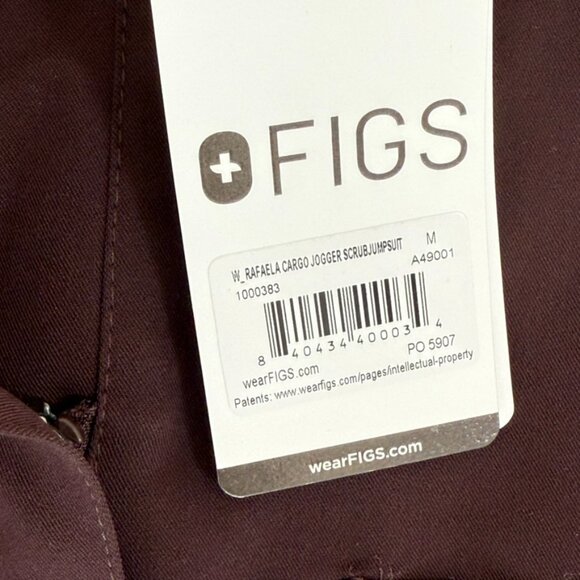 FIGS
W_RAFAELA CARGO JOGGER SCRUBJUMPSUIT M
1000383 A49001
8 40434 40003 4
wearFIGS.com PO 5907
Patents: www.wearfigs.com/pages/intellectual-property
wearFIGS.com